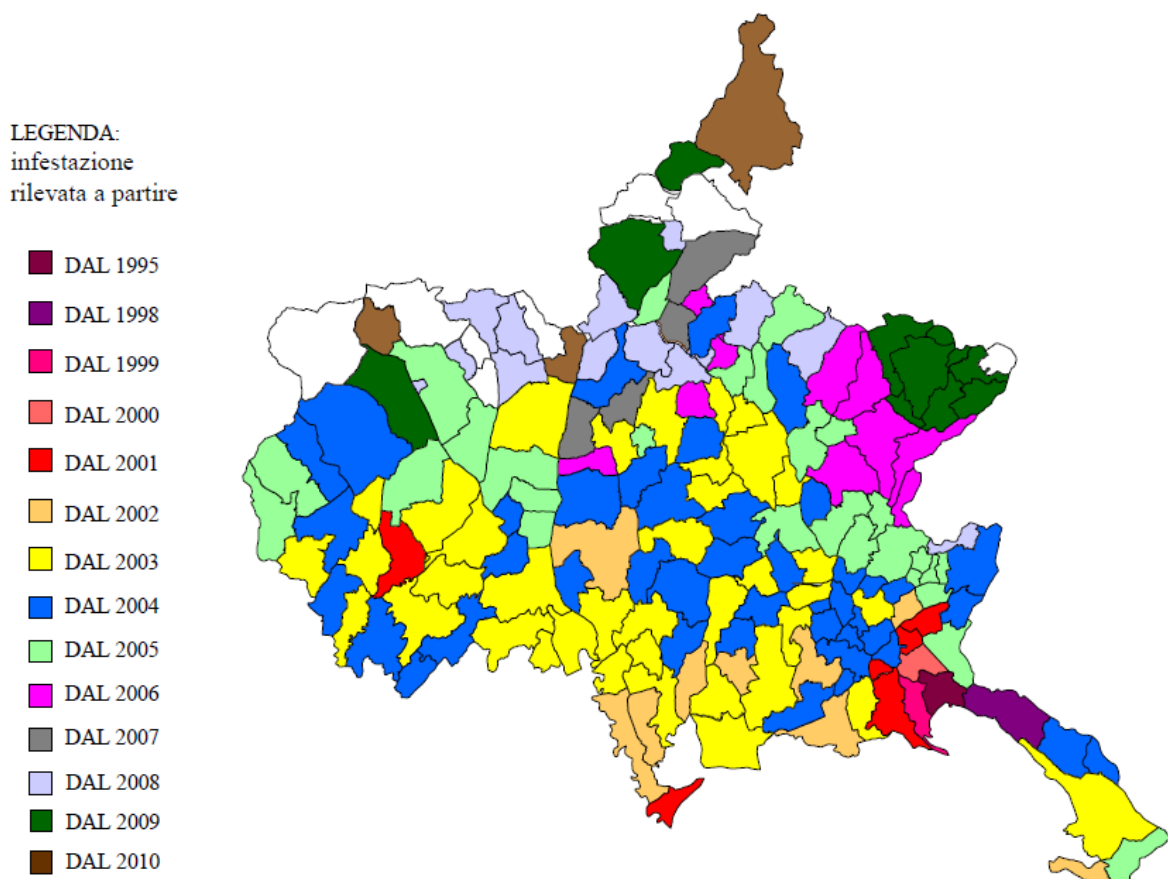 LEGENDA:
infestazione
rilevata a partire
DAL 1995
DAL 1998
DAL 1999
DAL 2000
DAL 2001
DAL 2002
DAL 2003
DAL 2004
DAL 2005
DAL 2006
DAL 2007
DAL 2008
DAL 2009
DAL 2010